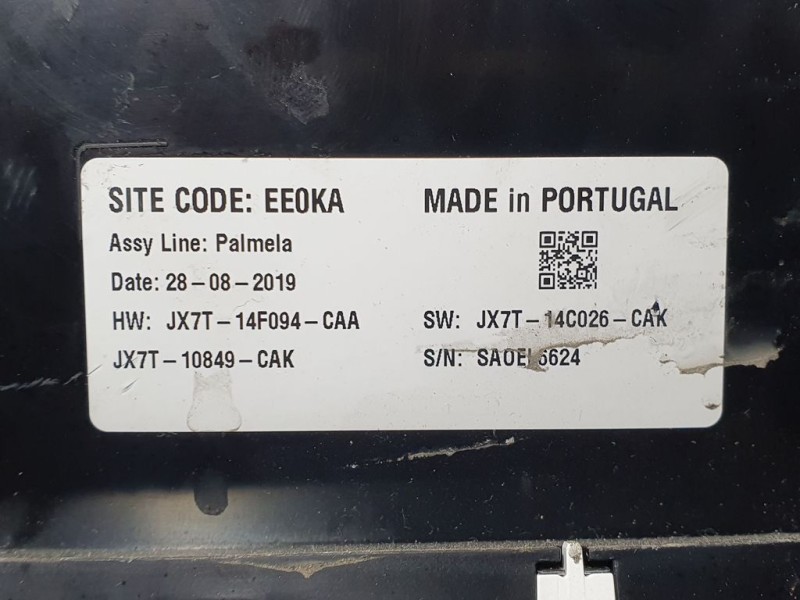 SITE CODE: EE0KA
MADE in PORTUGAL
Assy Line: Palmela
Date: 28-08-2019
HW: JX7T-14F094-CAA
SW: JX7T-14C026-CAK
JX7T-10849-CAK
S/N: